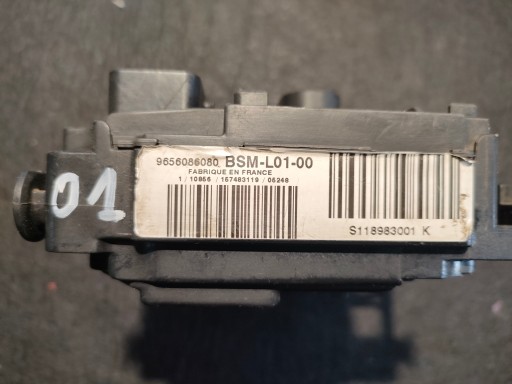 9656086080 BSM-L01-00
FABRIQUE EN FRANCE
1 / 10866 / 157483119 / 05248
S118983001 K
01